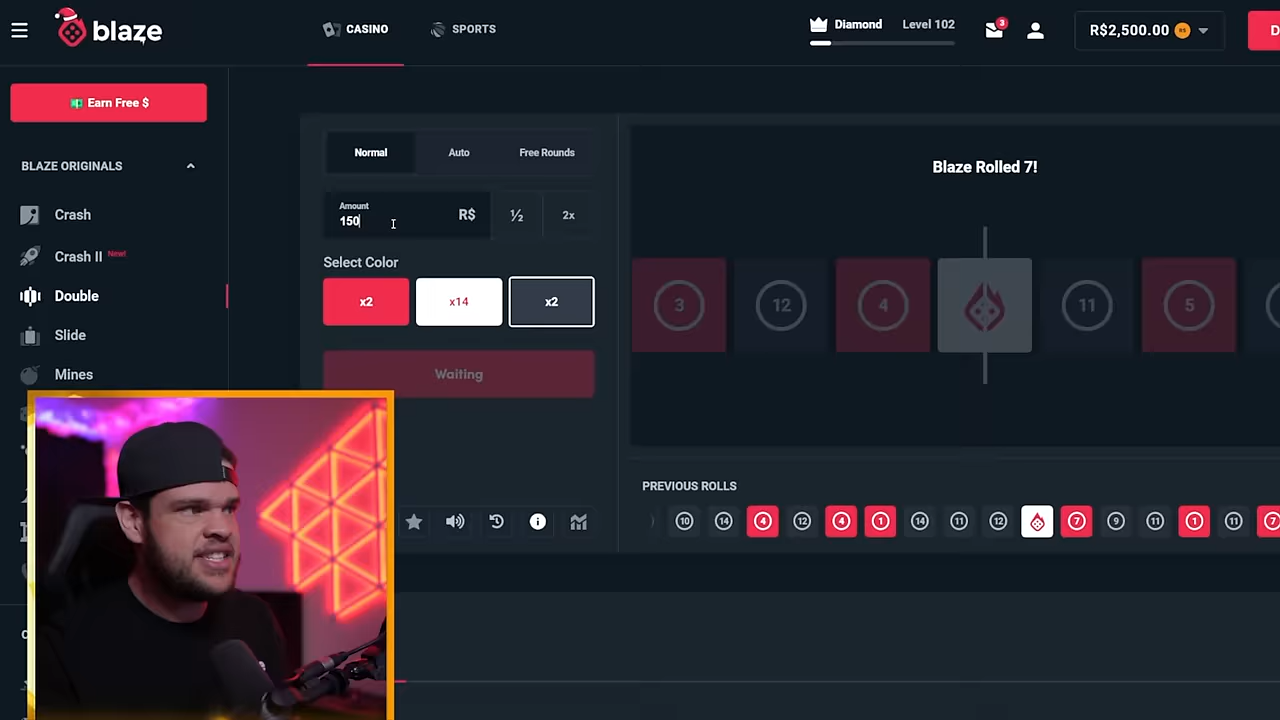 blaze
CASINO
SPORTS
Diamond
Level 102
3
R$2,500.00
R$
D
Earn Free $
BLAZE ORIGINALS
Crash
Crash II New!
Double
Slide
Mines
Normal
Auto
Free Rounds
Amount
150
R$
½
2x
Select Color
x2
x14
x2
Waiting
Blaze Rolled 7!
3
12
4
11
5
PREVIOUS ROLLS
10 14 4 12 4 1 14 11 12 7 9 11 1 11 7